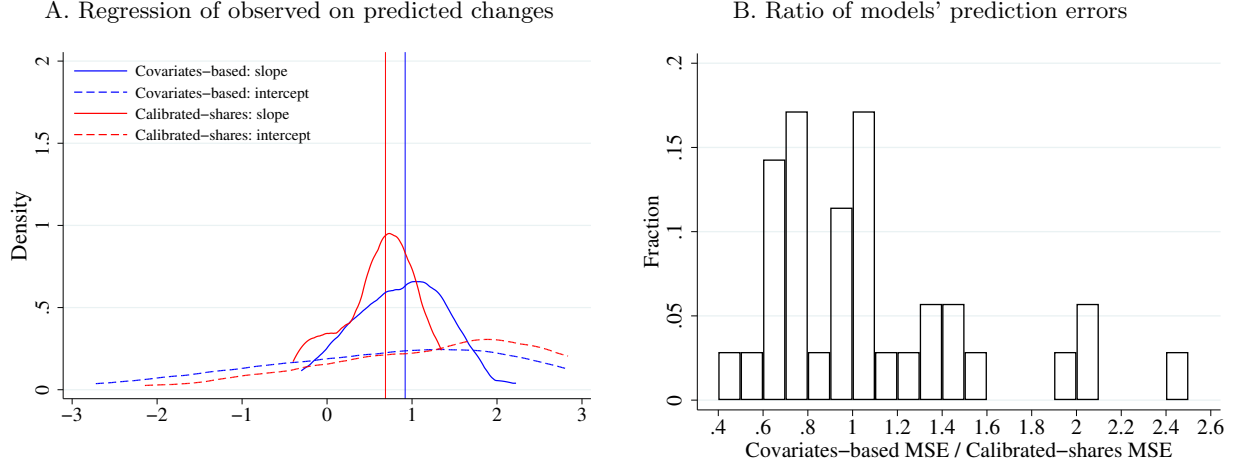 A. Regression of observed on predicted changes
2
1.5
1
.5
0
Density
Covariates−based: slope
Covariates−based: intercept
Calibrated−shares: slope
Calibrated−shares: intercept
−3 −2 −1 0 1 2 3
B. Ratio of models’ prediction errors
.2
.15
.1
.05
0
Fraction
.4 .6 .8 1 1.2 1.4 1.6 1.8 2 2.2 2.4 2.6
Covariates−based MSE / Calibrated−shares MSE